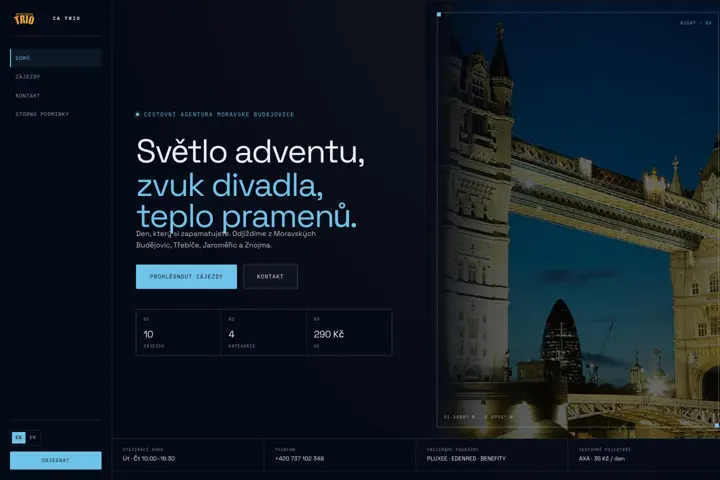 TRIO
CA TRIO
DOMŮ
ZÁJEZDY
KONTAKT
STORNO PODMÍNKY
CS EN
OBJEDNAT
CESTOVNÍ AGENTURA MORAVSKÉ BUDĚJOVICE
Světlo adventu,
zvuk divadla,
teplo pramenů.
Den, který si zapamatujete. Odjíždíme z Moravských
Budějovic, Třebíče, Jaroměřic a Znojma.
PROHLÉDNOUT ZÁJEZDY
KONTAKT
01
10
ZÁJEZDŮ
02
4
KATEGORIE
03
290 Kč
OD
OTEVÍRACÍ DOBA
Út - Čt 10:00–16:30
TELEFON
+420 737 102 348
PŘIJÍMÁME POUKÁZKY
PLUXEE · EDENRED · BENEFITY
CESTOVNÍ POJIŠTĚNÍ
AXA · 35 Kč / den